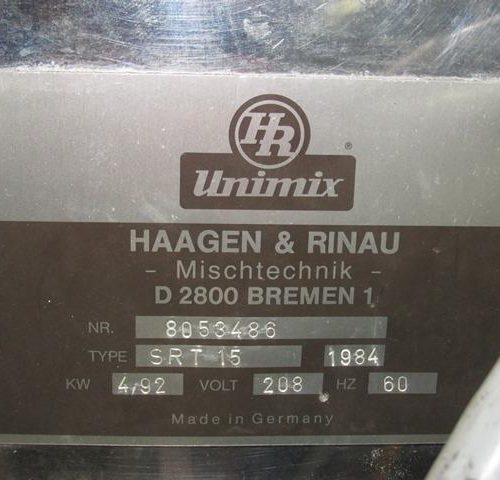 HR
®
Unimix
HAAGEN & RINAU
- Mischtechnik -
D 2800 BREMEN 1
NR. 8053486
TYPE SRT 15 1984
KW 4,92 VOLT 208 HZ 60
Made in Germany